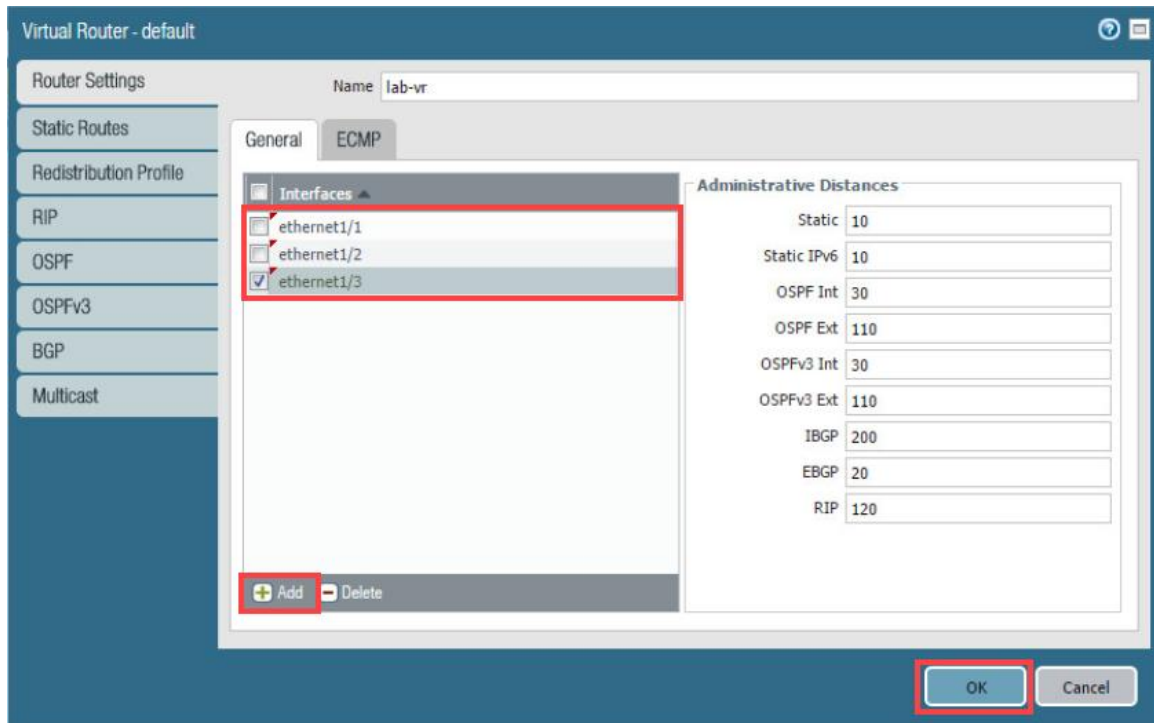 Virtual Router - default
Router Settings
Static Routes
Redistribution Profile
RIP
OSPF
OSPFv3
BGP
Multicast
Name lab-vr
General ECMP
Interfaces
ethernet1/1
ethernet1/2
ethernet1/3
Add Delete
Administrative Distances
Static 10
Static IPv6 10
OSPF Int 30
OSPF Ext 110
OSPFv3 Int 30
OSPFv3 Ext 110
IBGP 200
EBGP 20
RIP 120
OK Cancel